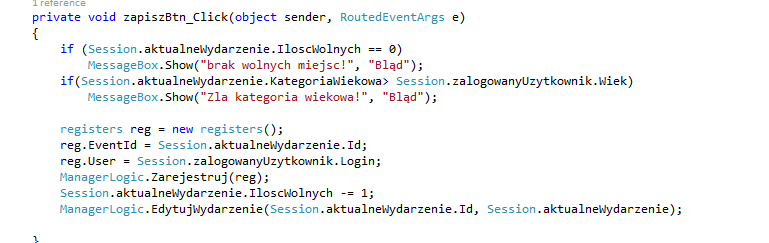 1 reference
private void zapiszBtn_Click(object sender, RoutedEventArgs e)
{
if (Session.aktualneWydarzenie.IloscWolnych == 0)
MessageBox.Show("brak wolnych miejsc!", "Bląd");
if(Session.aktualneWydarzenie.KategoriaWiekowa> Session.zalogowanyUzytkownik.Wiek)
MessageBox.Show("Zla kategoria wiekowa!", "Bląd");
registers reg = new registers();
reg.EventId = Session.aktualneWydarzenie.Id;
reg.User = Session.zalogowanyUzytkownik.Login;
ManagerLogic.Zarejestruj(reg);
Session.aktualneWydarzenie.IloscWolnych -= 1;
ManagerLogic.EdytujWydarzenie(Session.aktualneWydarzenie.Id, Session.aktualneWydarzenie);
}